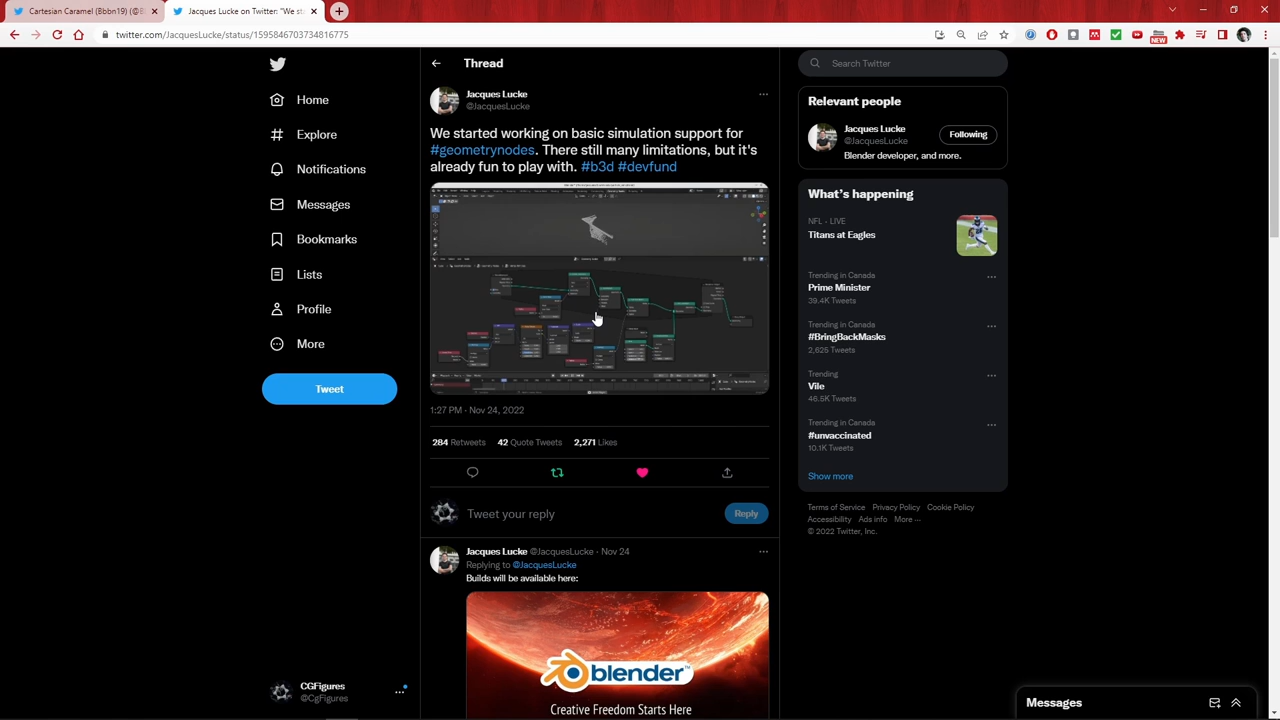 Cartesian Caramel (Bbbn19) (@B
Jacques Lucke on Twitter: "We st
twitter.com/JacquesLucke/status/1595846703734816775
NEW
Home
Explore
Notifications
Messages
Bookmarks
Lists
Profile
More
Tweet
CGFigures
@CgFigures
Thread
Jacques Lucke
@JacquesLucke
We started working on basic simulation support for
#geometrynodes. There still many limitations, but it's
already fun to play with. #b3d #devfund
1:27 PM · Nov 24, 2022
284 Retweets 42 Quote Tweets 2,271 Likes
Tweet your reply
Reply
Jacques Lucke @JacquesLucke · Nov 24
Replying to @JacquesLucke
Builds will be available here:
blender
Creative Freedom Starts Here
Search Twitter
Relevant people
Jacques Lucke
@JacquesLucke
Following
Blender developer, and more.
What's happening
NFL · LIVE
Titans at Eagles
Trending in Canada
Prime Minister
39.4K Tweets
Trending in Canada
#BringBackMasks
2,625 Tweets
Trending
Vile
46.5K Tweets
Trending in Canada
#unvaccinated
10.1K Tweets
Show more
Terms of Service Privacy Policy Cookie Policy
Accessibility Ads info More ···
© 2022 Twitter, Inc.
Messages